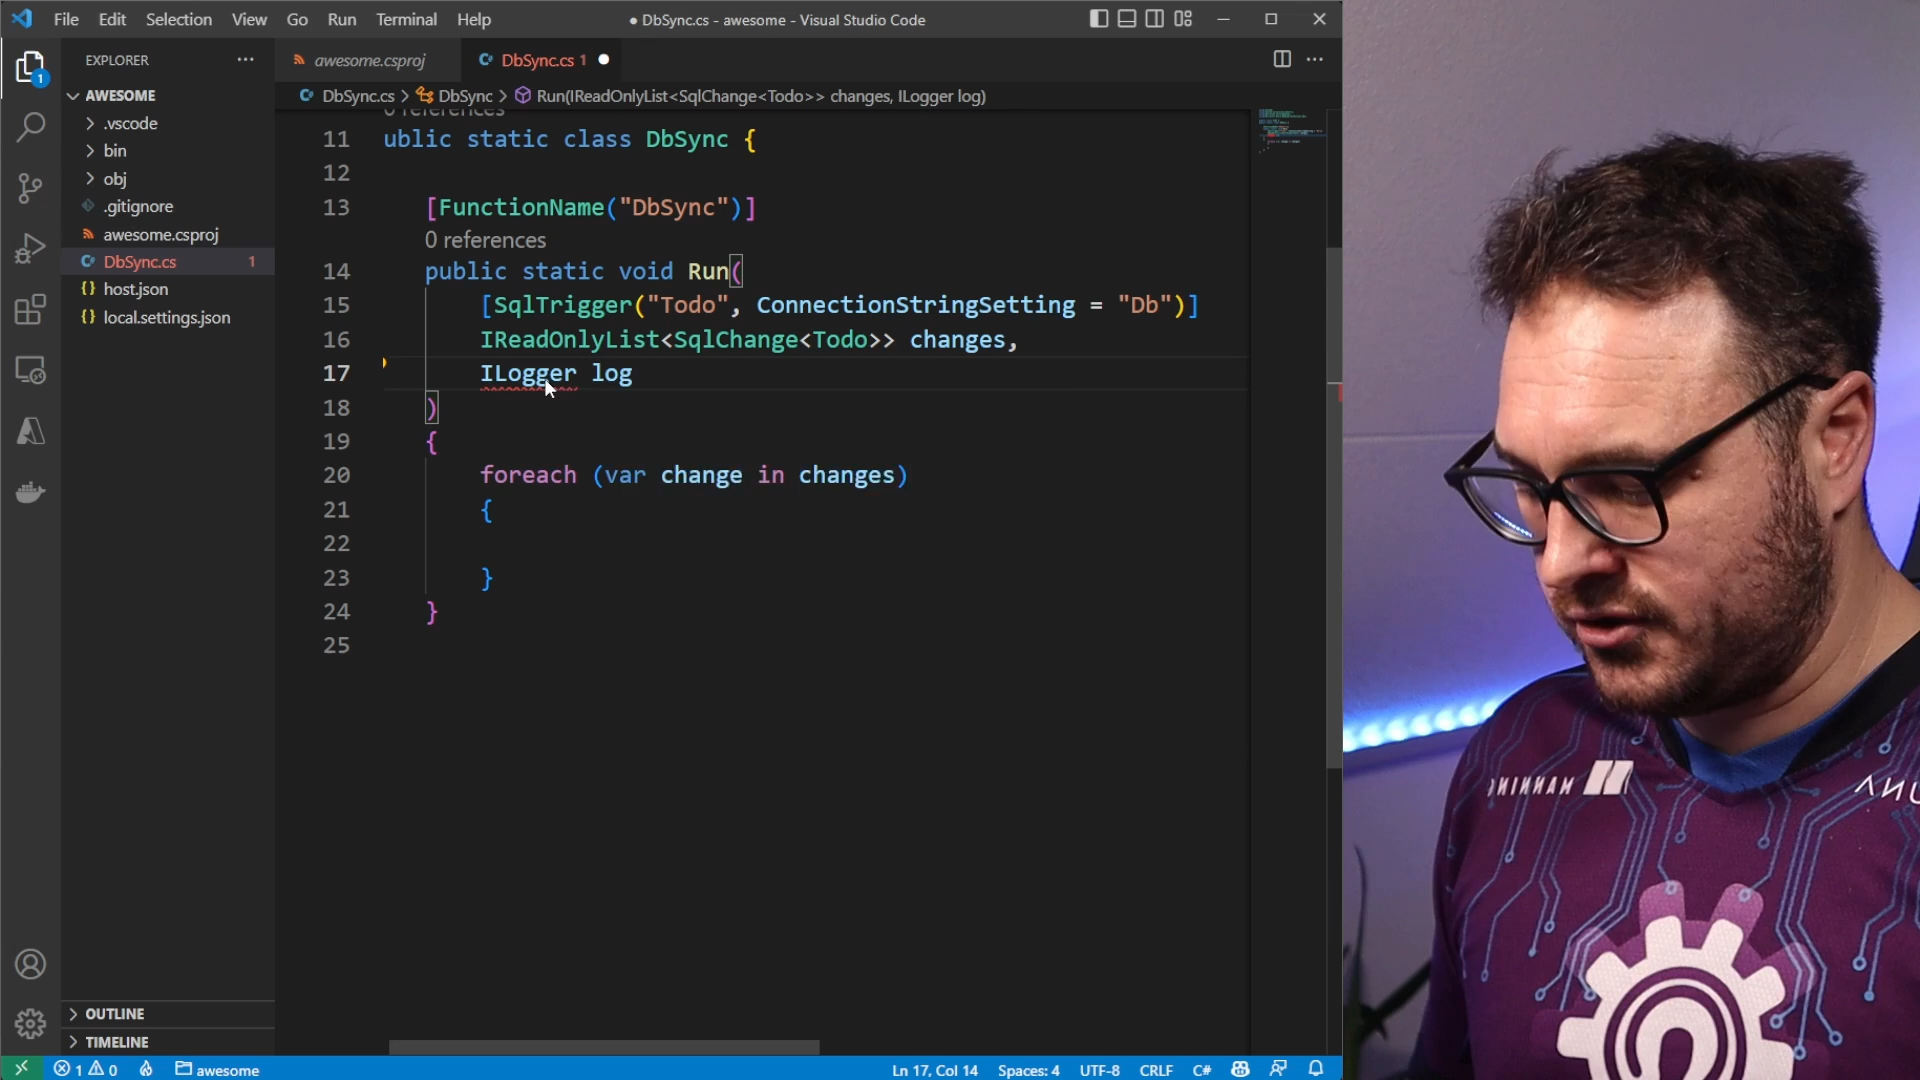 File Edit Selection View Go Run Terminal Help
● DbSync.cs - awesome - Visual Studio Code
EXPLORER
awesome.csproj
DbSync.cs 1
DbSync.cs > DbSync > Run(IReadOnlyList<SqlChange<Todo>> changes, ILogger log)
1
AWESOME
.vscode
bin
obj
.gitignore
awesome.csproj
DbSync.cs 1
host.json
local.settings.json
OUTLINE
TIMELINE
0 references
11 ublic static class DbSync {
12
13 [FunctionName("DbSync")]
0 references
14 public static void Run(
15 [SqlTrigger("Todo", ConnectionStringSetting = "Db")]
16 IReadOnlyList<SqlChange<Todo>> changes,
17 ILogger log
18 )
19 {
20 foreach (var change in changes)
21 {
22
23 }
24 }
25
1 0 awesome
Ln 17, Col 14 Spaces: 4 UTF-8 CRLF C#
MANNING